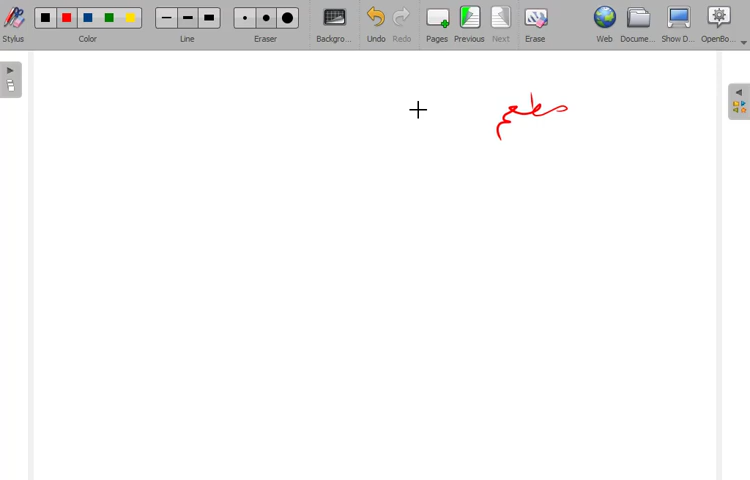 Stylus
Color
Line
Eraser
Backgro...
Undo
Redo
Pages
Previous
Next
Erase
Web
Docume...
Show D...
OpenBo...
مطعم